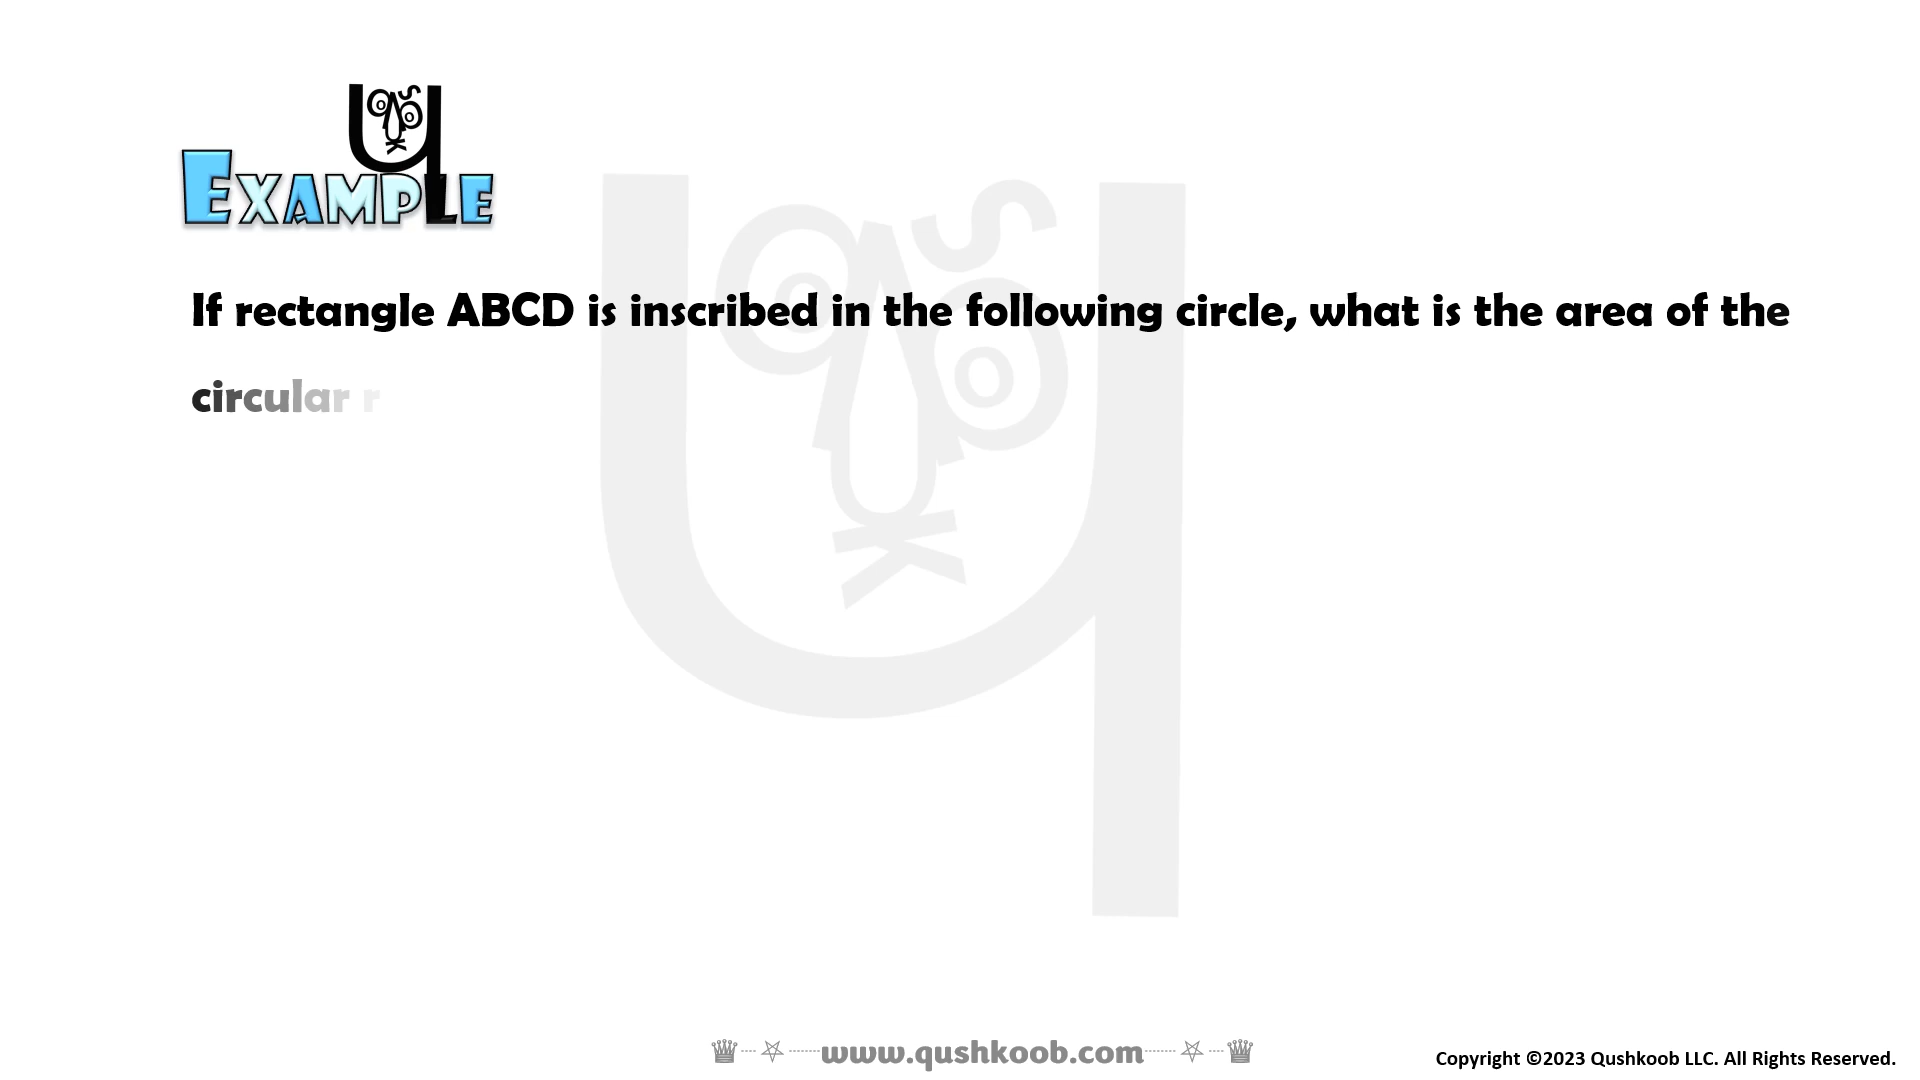 EXAMPLE
If rectangle ABCD is inscribed in the following circle, what is the area of the
circular r
www.qushkoob.com
Copyright ©2023 Qushkoob LLC. All Rights Reserved.